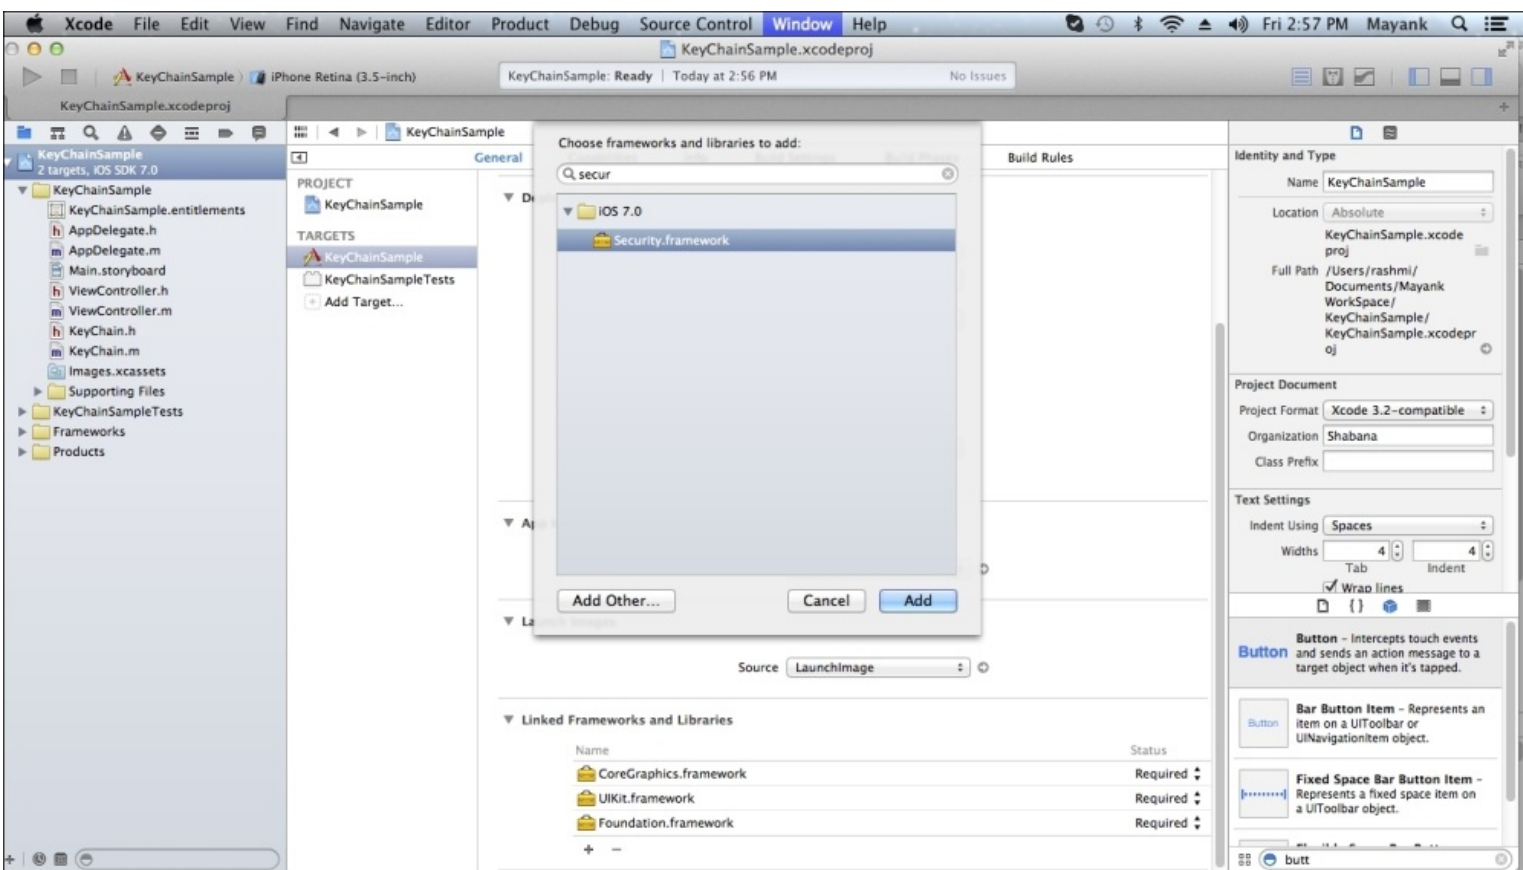 Xcode File Edit View Find Navigate Editor Product Debug Source Control Window Help Fri 2:57 PM Mayank
KeyChainSample.xcodeproj
KeyChainSample iPhone Retina (3.5-inch)
KeyChainSample: Ready | Today at 2:56 PM No Issues
KeyChainSample.xcodeproj
KeyChainSample
2 targets, iOS SDK 7.0
KeyChainSample
KeyChainSample.entitlements
AppDelegate.h
AppDelegate.m
Main.storyboard
ViewController.h
ViewController.m
KeyChain.h
KeyChain.m
Images.xcassets
Supporting Files
KeyChainSampleTests
Frameworks
Products
KeyChainSample
General
Build Rules
PROJECT
KeyChainSample
TARGETS
KeyChainSample
KeyChainSampleTests
Add Target...
Choose frameworks and libraries to add:
secur
iOS 7.0
Security.framework
Add Other... Cancel Add
Source LaunchImage
Linked Frameworks and Libraries
Name Status
CoreGraphics.framework Required
UIKit.framework Required
Foundation.framework Required
Identity and Type
Name KeyChainSample
Location Absolute
KeyChainSample.xcode
proj
Full Path /Users/rashmi/
Documents/Mayank
WorkSpace/
KeyChainSample/
KeyChainSample.xcodepr
oj
Project Document
Project Format Xcode 3.2-compatible
Organization Shabana
Class Prefix
Text Settings
Indent Using Spaces
Widths 4 4
Tab Indent
Wrap lines
{}
Button Button - Intercepts touch events
and sends an action message to a
target object when it's tapped.
Button Bar Button Item - Represents an
item on a UIToolbar or
UINavigationItem object.
Fixed Space Bar Button Item -
Represents a fixed space item on
a UIToolbar object.
butt